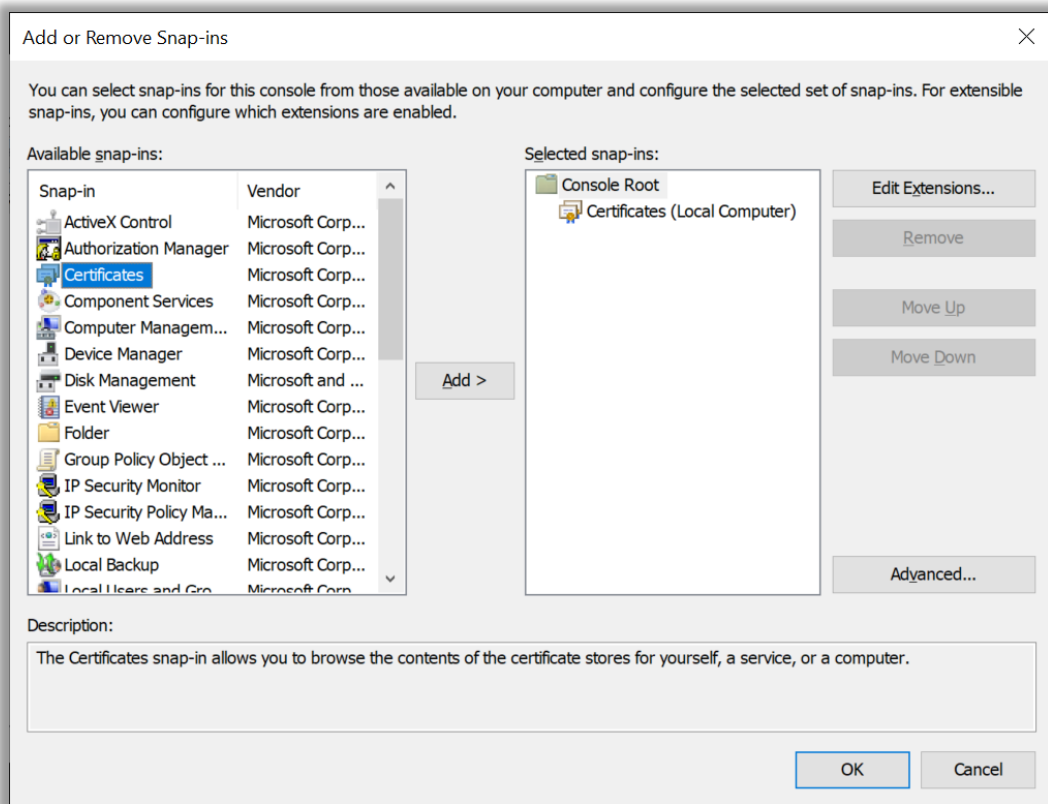 Add or Remove Snap-ins
You can select snap-ins for this console from those available on your computer and configure the selected set of snap-ins. For extensible
snap-ins, you can configure which extensions are enabled.
Available snap-ins:
Snap-in Vendor
ActiveX Control Microsoft Corp...
Authorization Manager Microsoft Corp...
Certificates Microsoft Corp...
Component Services Microsoft Corp...
Computer Managem... Microsoft Corp...
Device Manager Microsoft Corp...
Disk Management Microsoft and ...
Event Viewer Microsoft Corp...
Folder Microsoft Corp...
Group Policy Object ... Microsoft Corp...
IP Security Monitor Microsoft Corp...
IP Security Policy Ma... Microsoft Corp...
Link to Web Address Microsoft Corp...
Local Backup Microsoft Corp...
Local Users and Gro... Microsoft Corp...
Add >
Selected snap-ins:
Console Root
Certificates (Local Computer)
Edit Extensions...
Remove
Move Up
Move Down
Advanced...
Description:
The Certificates snap-in allows you to browse the contents of the certificate stores for yourself, a service, or a computer.
OK
Cancel